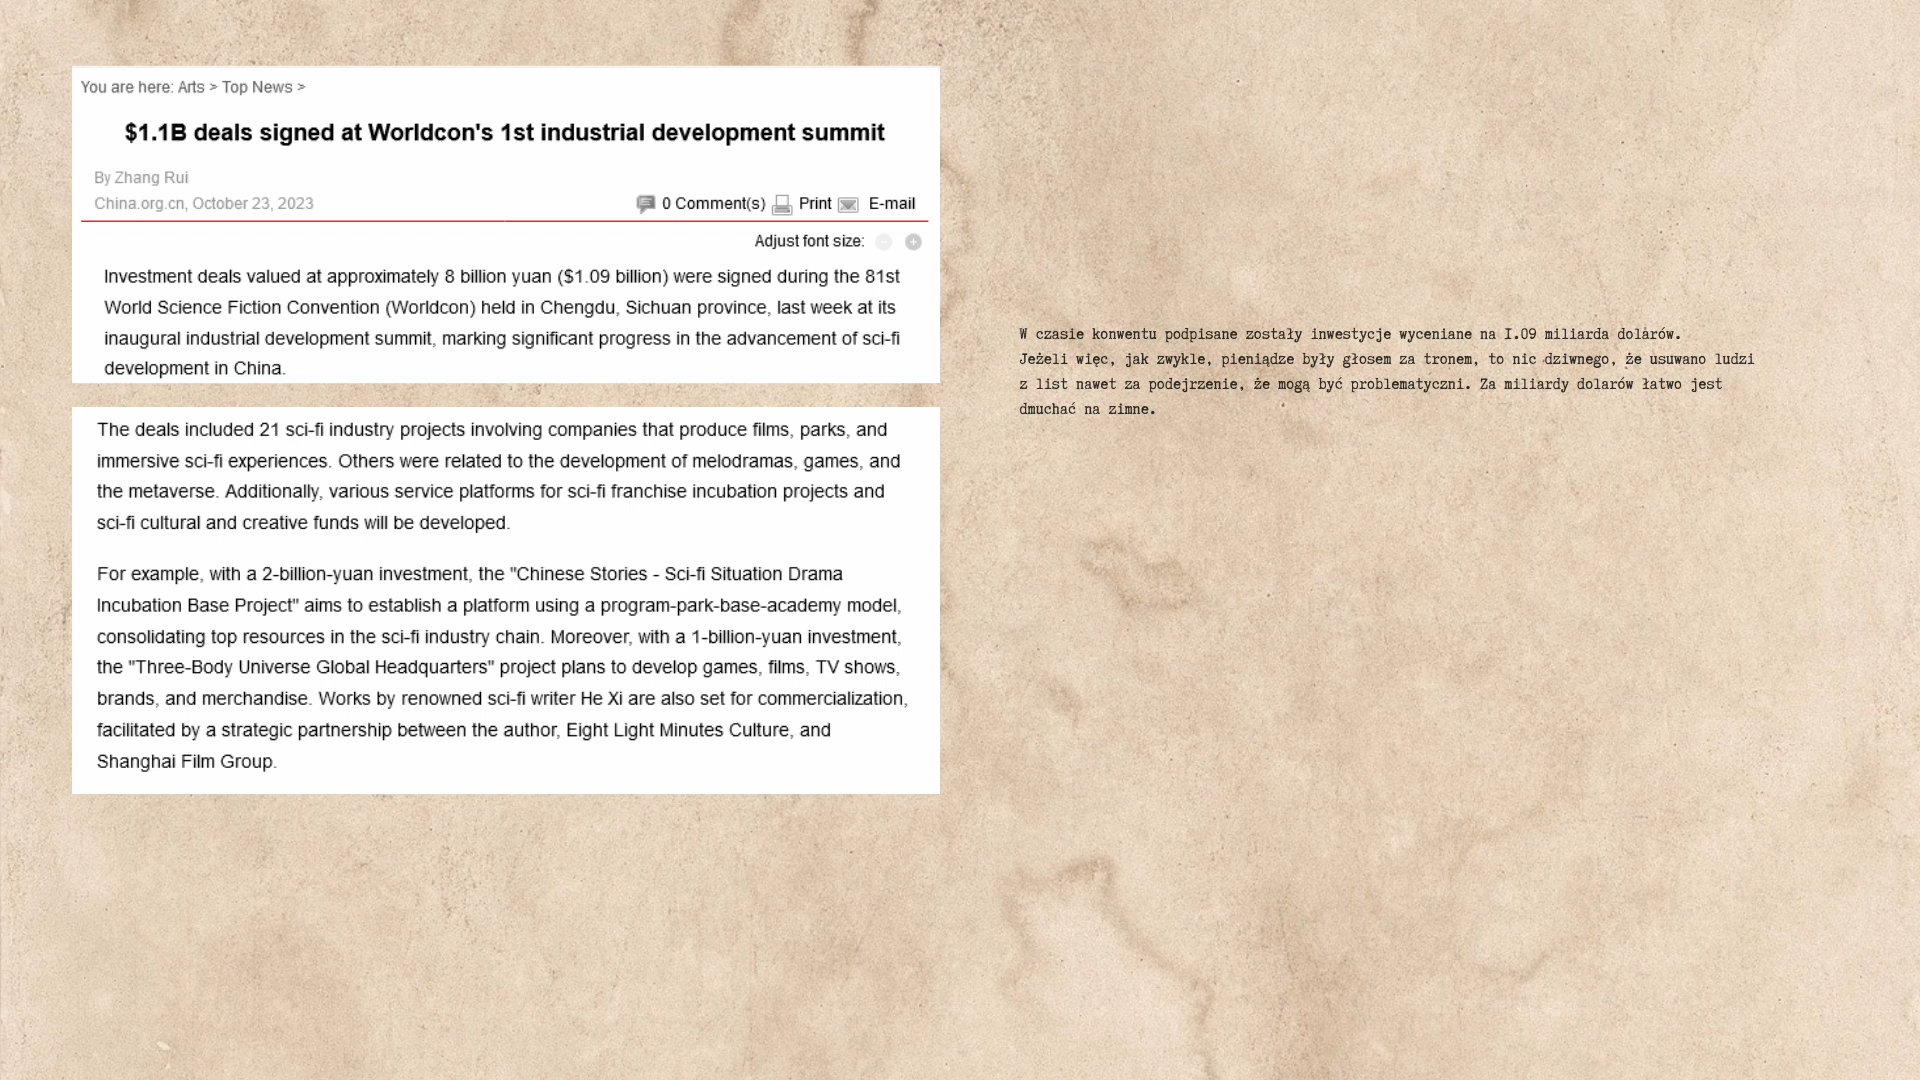 You are here: Arts > Top News >
$1.1B deals signed at Worldcon's 1st industrial development summit
By Zhang Rui
China.org.cn, October 23, 2023
0 Comment(s) Print E-mail
Adjust font size:
Investment deals valued at approximately 8 billion yuan ($1.09 billion) were signed during the 81st
World Science Fiction Convention (Worldcon) held in Chengdu, Sichuan province, last week at its
inaugural industrial development summit, marking significant progress in the advancement of sci-fi
development in China.
The deals included 21 sci-fi industry projects involving companies that produce films, parks, and
immersive sci-fi experiences. Others were related to the development of melodramas, games, and
the metaverse. Additionally, various service platforms for sci-fi franchise incubation projects and
sci-fi cultural and creative funds will be developed.
For example, with a 2-billion-yuan investment, the "Chinese Stories - Sci-fi Situation Drama
Incubation Base Project" aims to establish a platform using a program-park-base-academy model,
consolidating top resources in the sci-fi industry chain. Moreover, with a 1-billion-yuan investment,
the "Three-Body Universe Global Headquarters" project plans to develop games, films, TV shows,
brands, and merchandise. Works by renowned sci-fi writer He Xi are also set for commercialization,
facilitated by a strategic partnership between the author, Eight Light Minutes Culture, and
Shanghai Film Group.
W czasie konwentu podpisane zostały inwestycje wyceniane na 1.09 miliarda dolarów.
Jeżeli więc, jak zwykle, pieniądze były głosem za tronem, to nic dziwnego, że usuwano ludzi
z list nawet za podejrzenie, że mogą być problematyczni. Za miliardy dolarów łatwo jest
dmuchać na zimne.